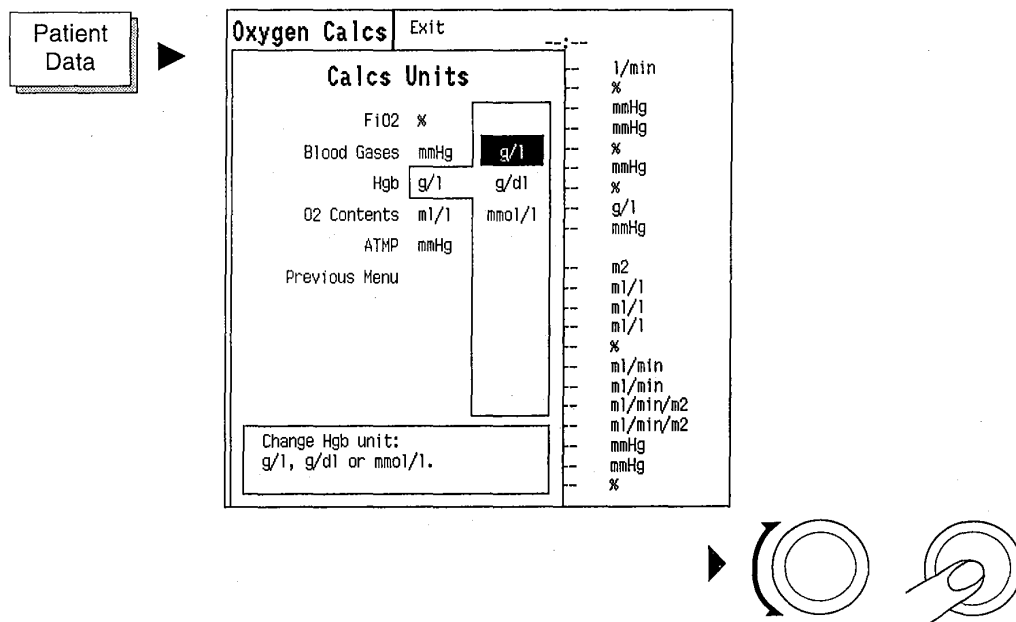 Patient
Data
Oxygen Calcs Exit
--:--
Calcs Units
FiO2 %
Blood Gases mmHg
Hgb g/l
O2 Contents ml/l
ATMP mmHg
Previous Menu
g/l
g/dl
mmol/l
Change Hgb unit:
g/l, g/dl or mmol/l.
-- l/min
-- %
-- mmHg
-- mmHg
-- %
-- mmHg
-- %
-- g/l
-- mmHg
-- m2
-- ml/l
-- ml/l
-- ml/l
-- %
-- ml/min
-- ml/min
-- ml/min/m2
-- ml/min/m2
-- mmHg
-- mmHg
-- %